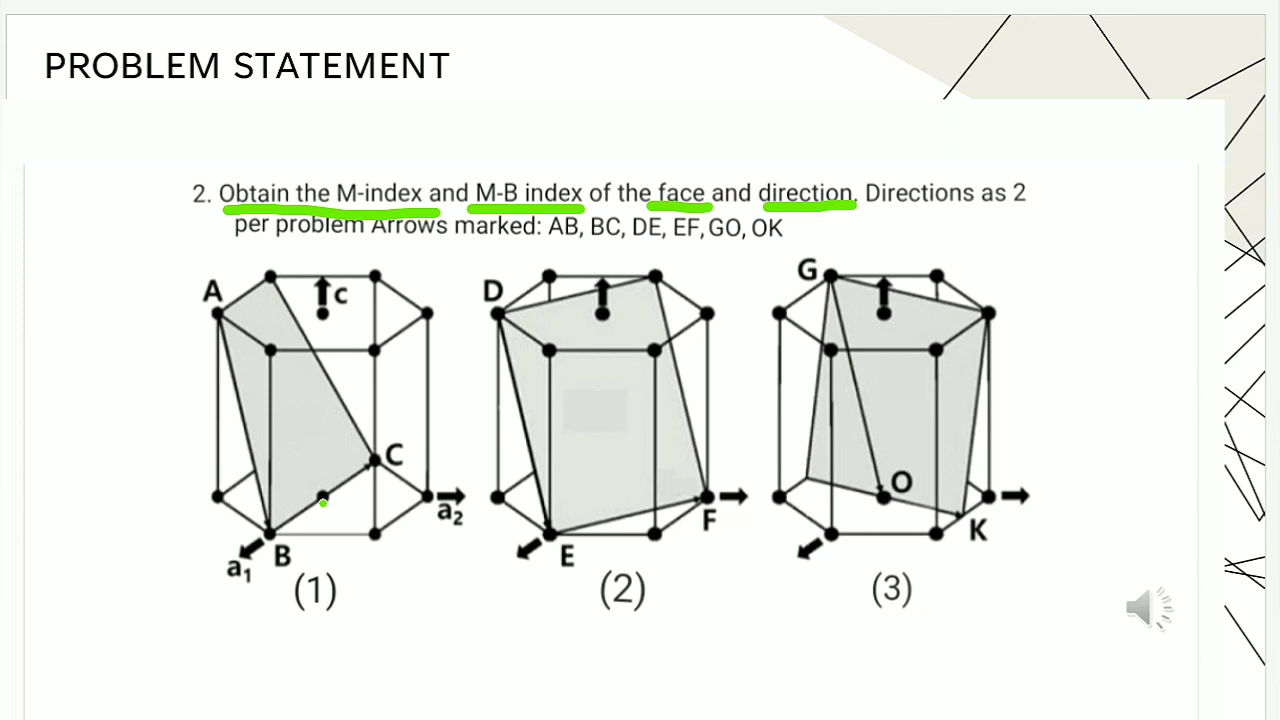 PROBLEM STATEMENT
2. Obtain the M-index and M-B index of the face and direction. Directions as 2
per problem Arrows marked: AB, BC, DE, EF, GO, OK
A
c
C
a2
a1
B
(1)
D
F
E
(2)
G
O
K
(3)